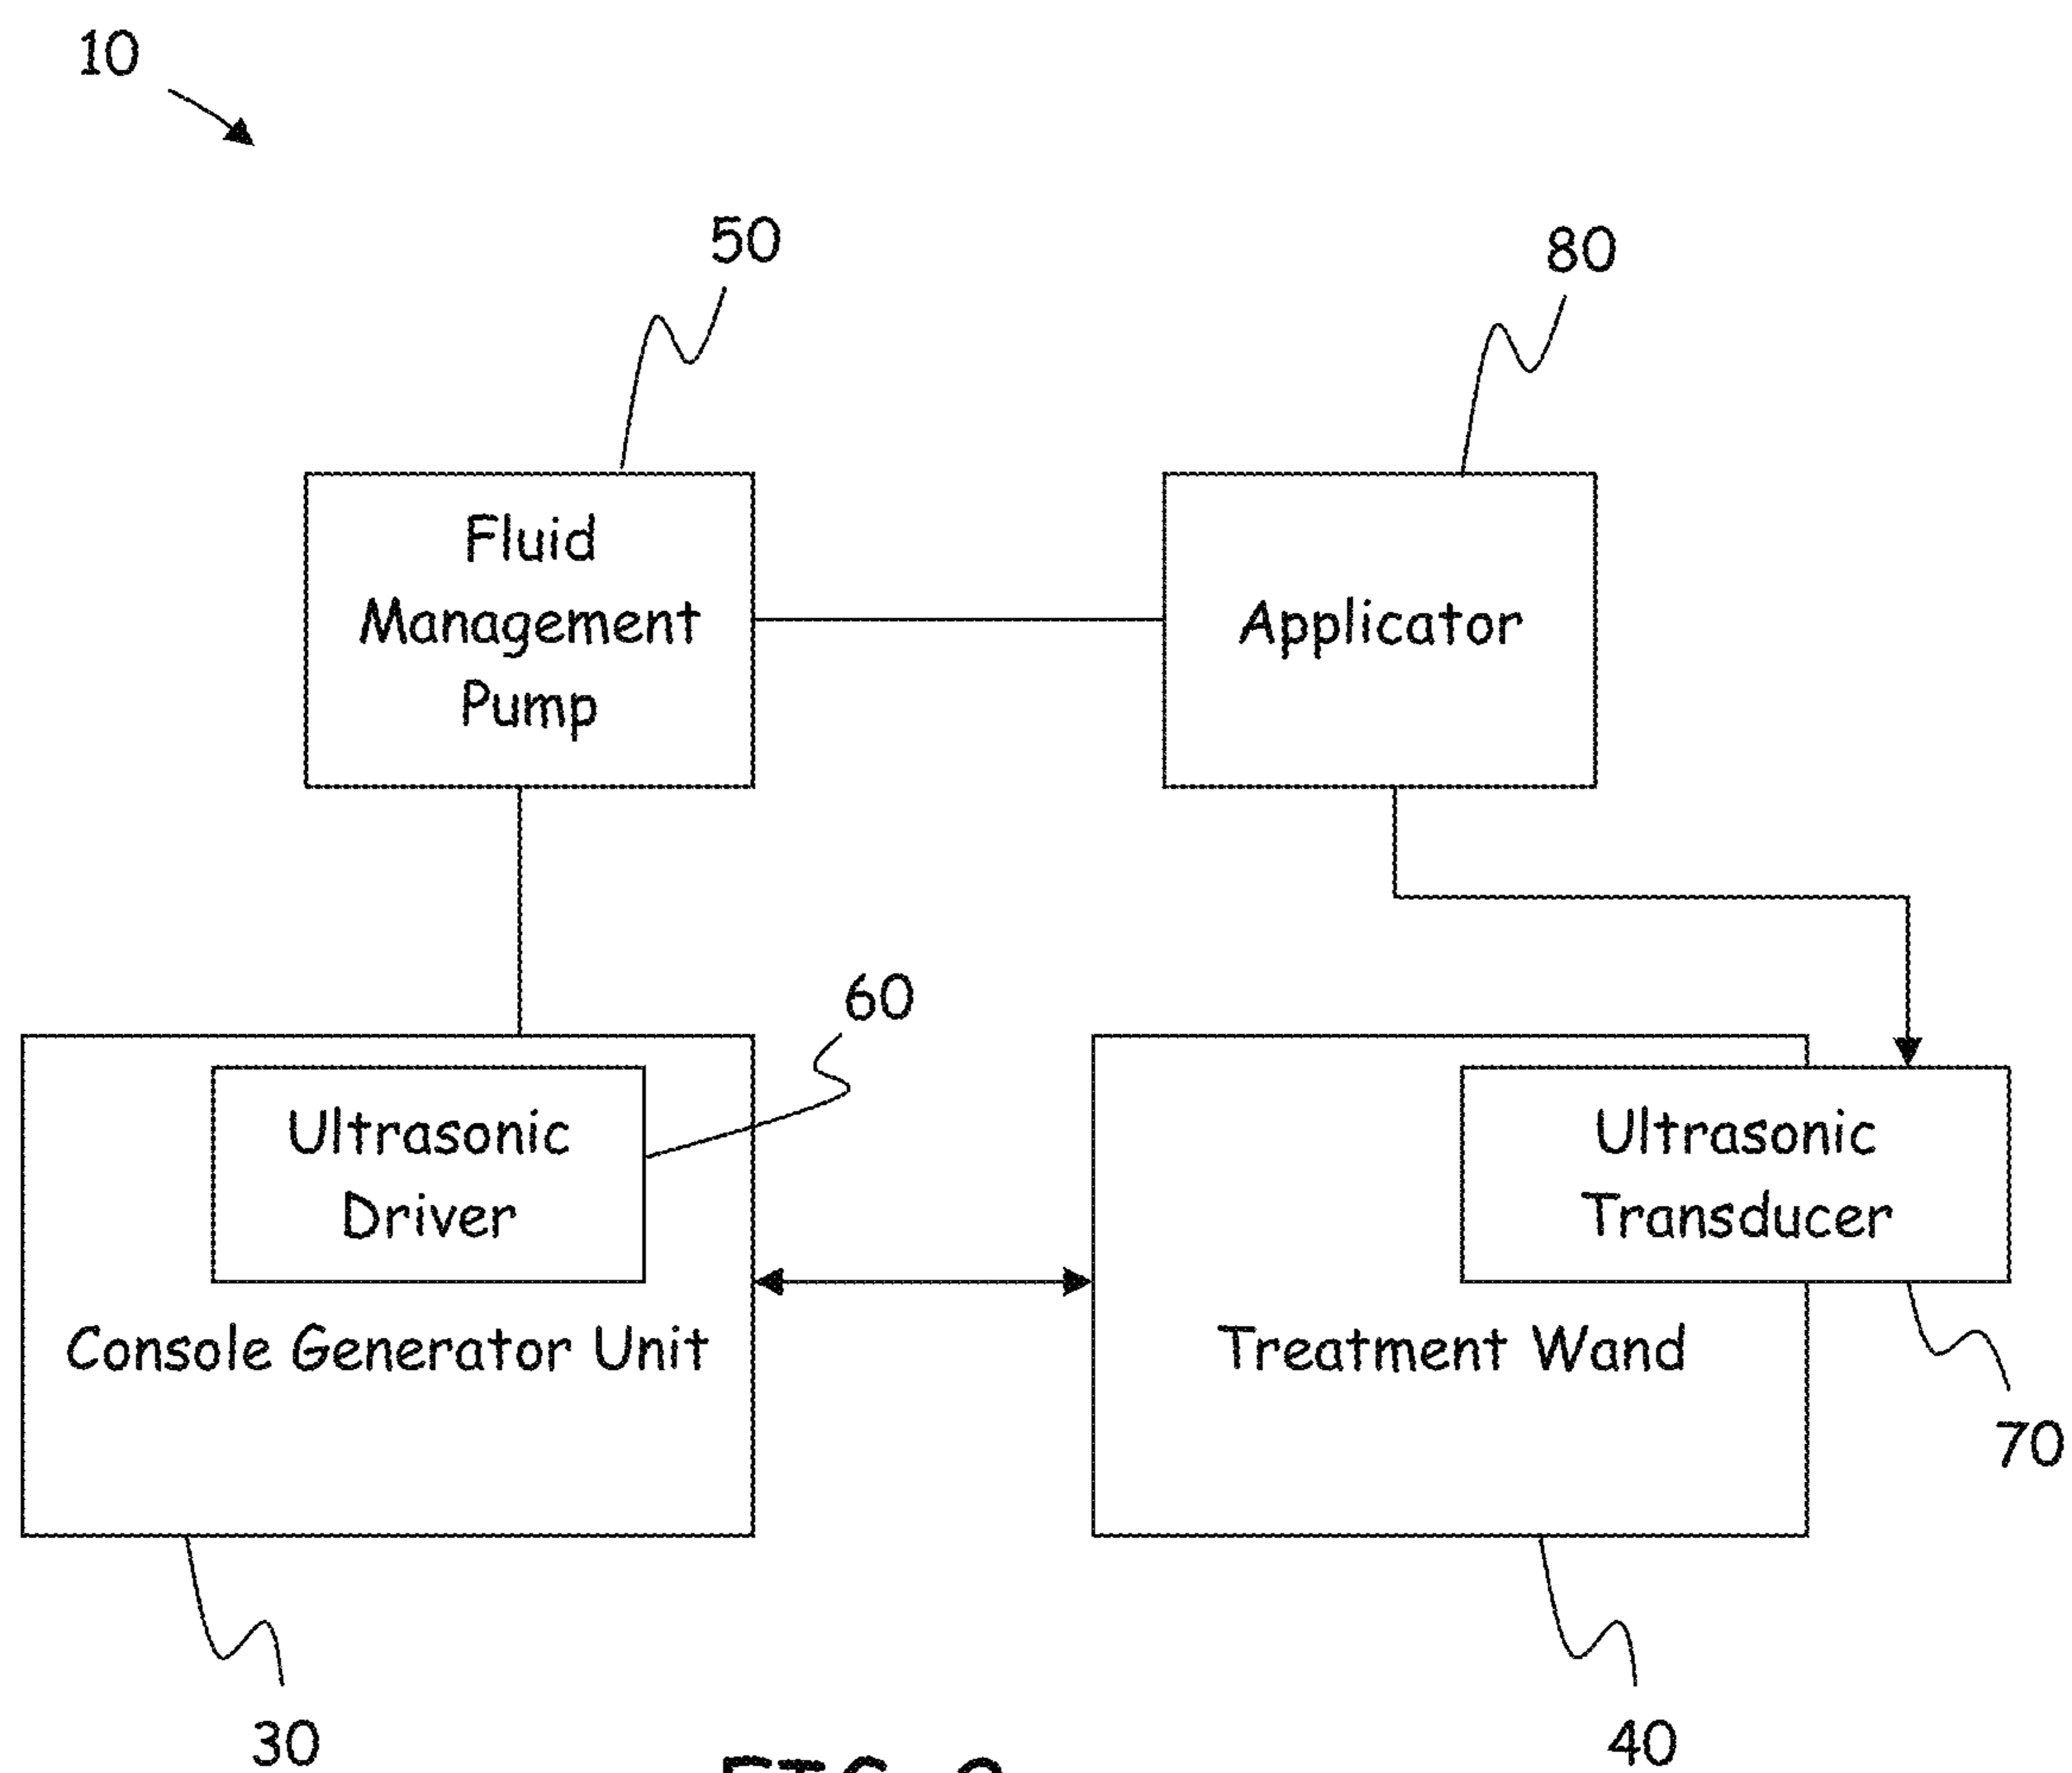 10
50
80
Fluid
Management
Pump
Applicator
60
Ultrasonic
Driver
Console Generator Unit
Ultrasonic
Transducer
Treatment Wand
70
30
40